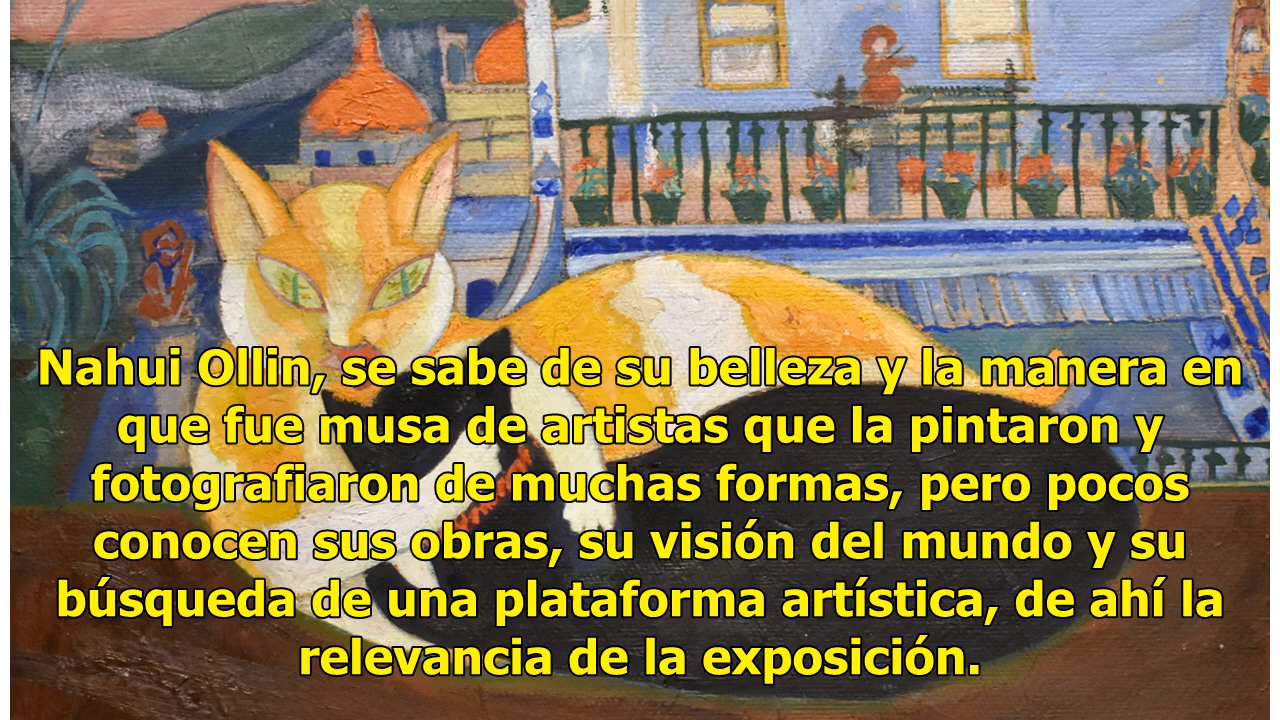 Nahui Ollin, se sabe de su belleza y la manera en
que fue musa de artistas que la pintaron y
fotografiaron de muchas formas, pero pocos
conocen sus obras, su visión del mundo y su
búsqueda de una plataforma artística, de ahí la
relevancia de la exposición.